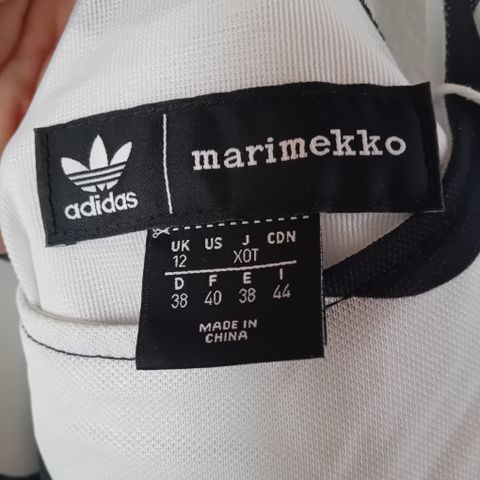 adidas
marimekko
UK US J CDN
12 XOT
D F E I
38 40 38 44
MADE IN
CHINA